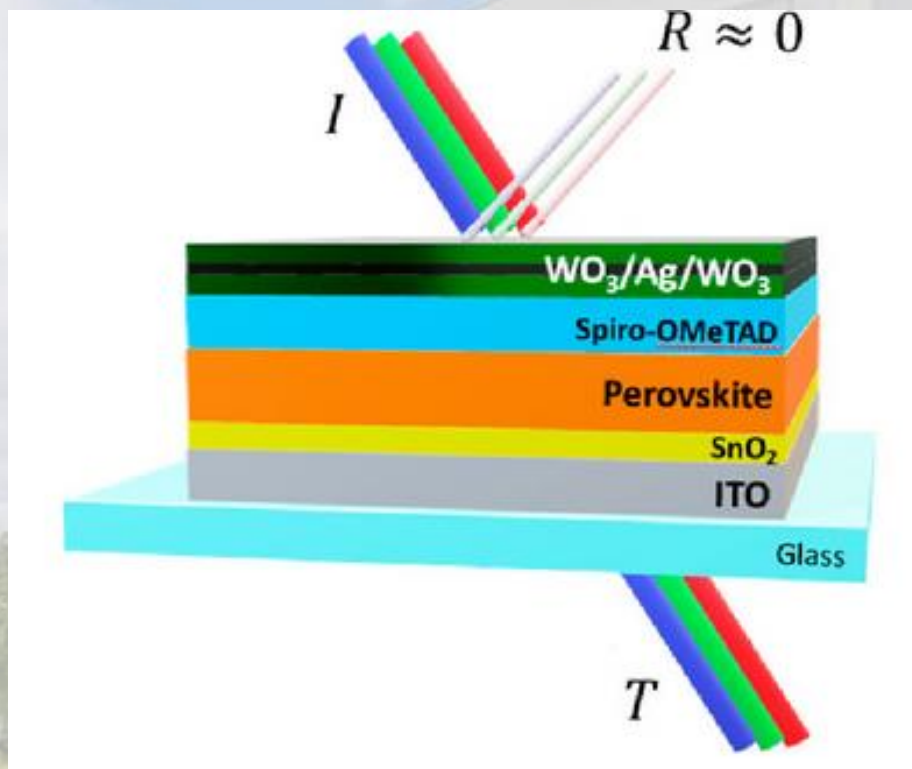 R ≈ 0
I
WO₃/Ag/WO₃
Spiro-OMeTAD
Perovskite
SnO₂
ITO
Glass
T